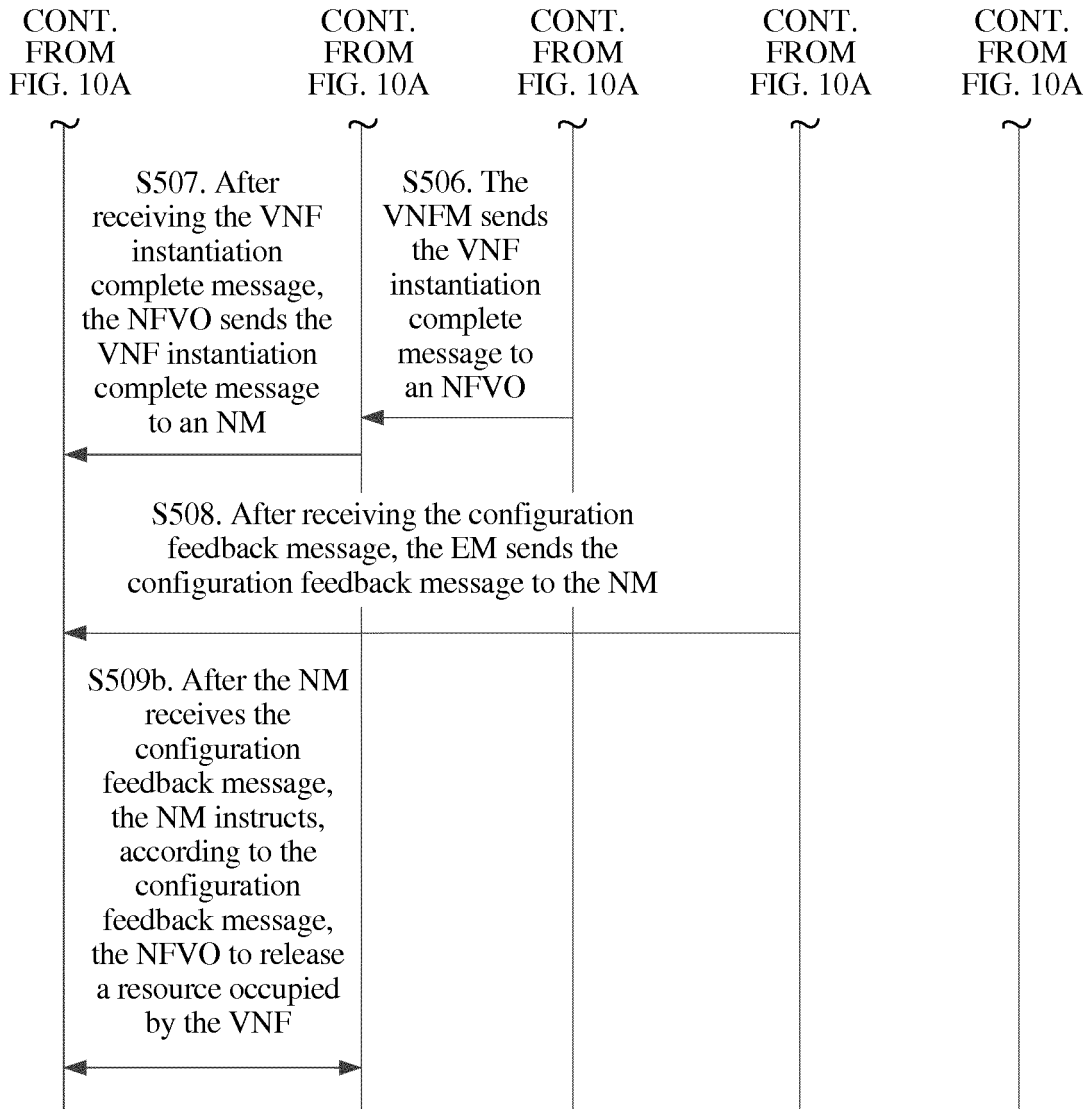 CONT.
FROM
FIG. 10A
CONT.
FROM
FIG. 10A
CONT.
FROM
FIG. 10A
CONT.
FROM
FIG. 10A
CONT.
FROM
FIG. 10A
S507. After
receiving the VNF
instantiation
complete message,
the NFVO sends the
VNF instantiation
complete message
to an NM
S506. The
VNFM sends
the VNF
instantiation
complete
message to
an NFVO
S508. After receiving the configuration
feedback message, the EM sends the
configuration feedback message to the NM
S509b. After the NM
receives the
configuration
feedback message,
the NM instructs,
according to the
configuration
feedback message,
the NFVO to release
a resource occupied
by the VNF